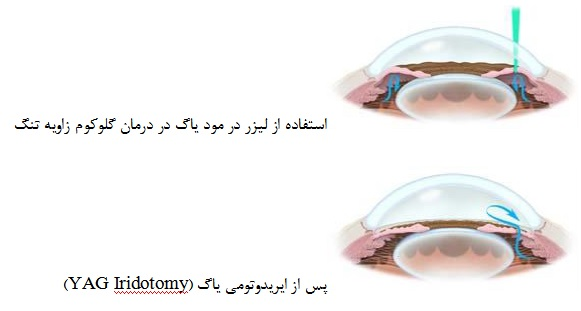 استفاده از لیزر در مود یاگ در درمان گلوکوم زاویه تنگ
پس از ایریدوتومی یاگ (YAG Iridotomy)